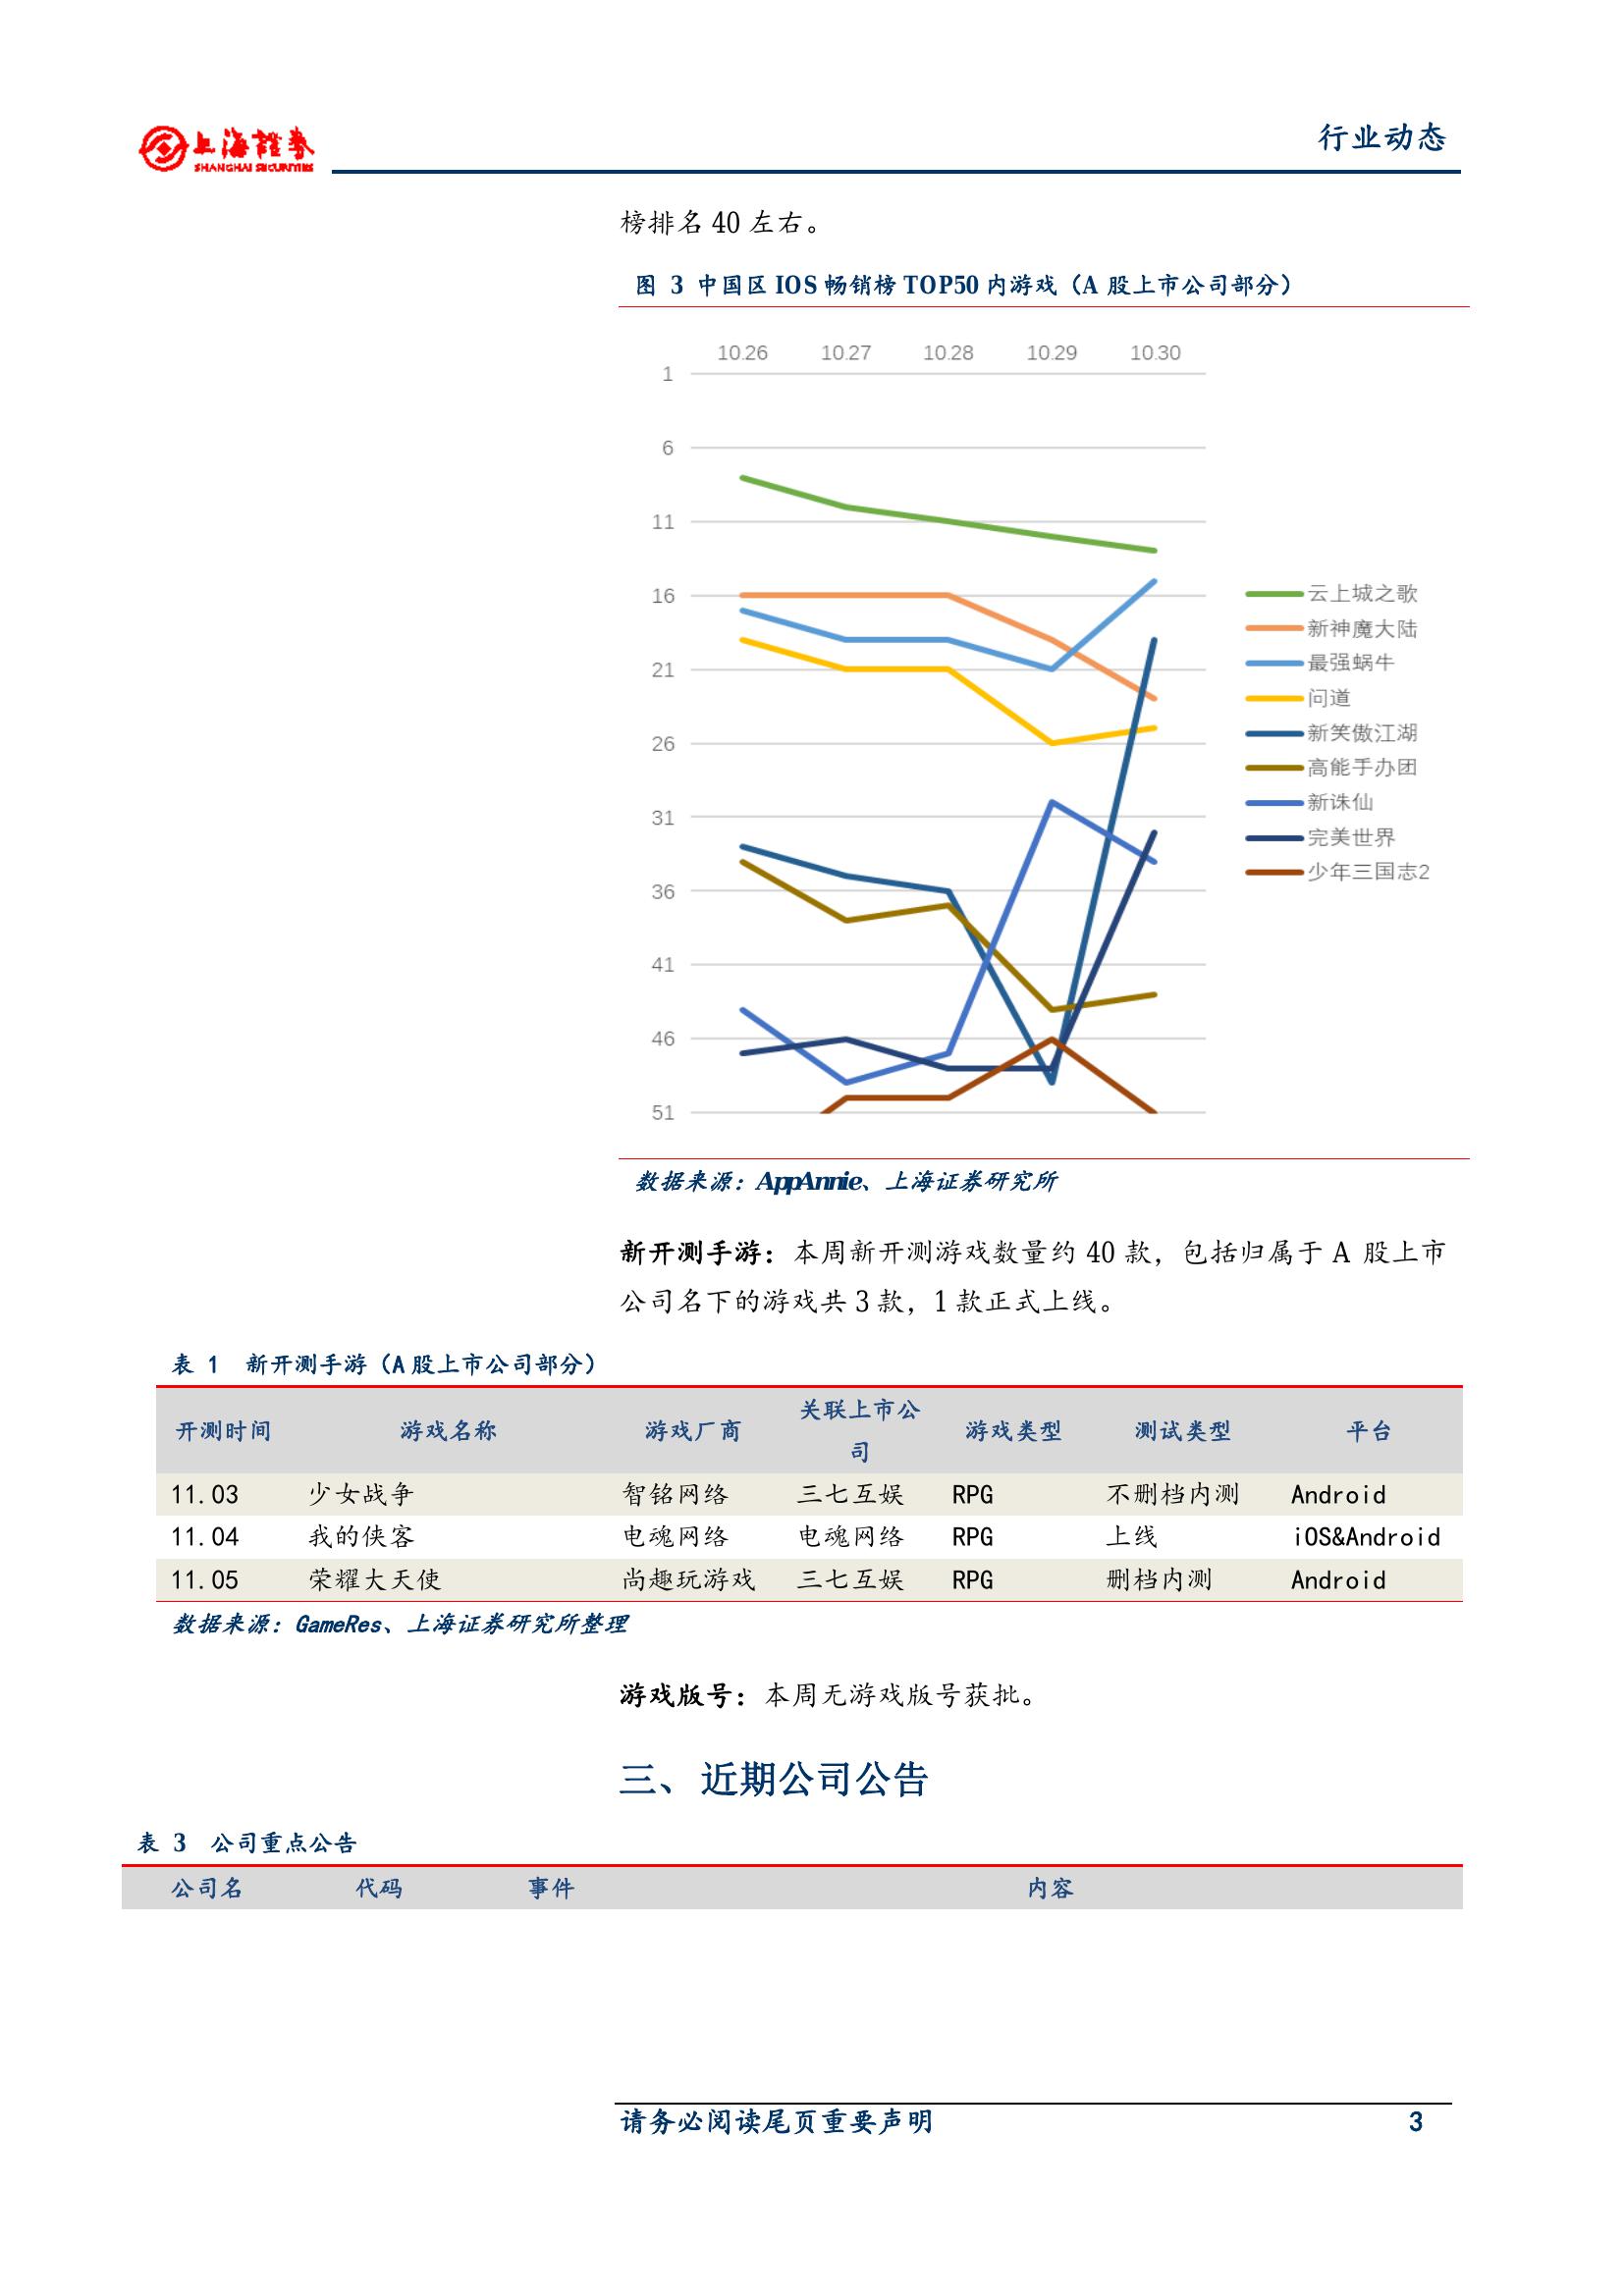 上海證券
SHANGHAI SECURITIES
行业动态
榜排名 40 左右。
图 3 中国区 IOS 畅销榜 TOP50 内游戏（A 股上市公司部分）
10.26 10.27 10.28 10.29 10.30
1
6
11
16
21
26
31
36
41
46
51
云上城之歌
新神魔大陆
最强蜗牛
问道
新笑傲江湖
高能手办团
新诛仙
完美世界
少年三国志2
数据来源：AppAnnie、上海证券研究所
新开测手游：本周新开测游戏数量约 40 款，包括归属于 A 股上市
公司名下的游戏共 3 款，1 款正式上线。
表 1 新开测手游（A 股上市公司部分）
开测时间 游戏名称 游戏厂商 关联上市公司 游戏类型 测试类型 平台
11.03 少女战争 智铭网络 三七互娱 RPG 不删档内测 Android
11.04 我的侠客 电魂网络 电魂网络 RPG 上线 iOS&Android
11.05 荣耀大天使 尚趣玩游戏 三七互娱 RPG 删档内测 Android
数据来源：GameRes、上海证券研究所整理
游戏版号：本周无游戏版号获批。
三、近期公司公告
表 3 公司重点公告
公司名 代码 事件 内容
请务必阅读尾页重要声明 3